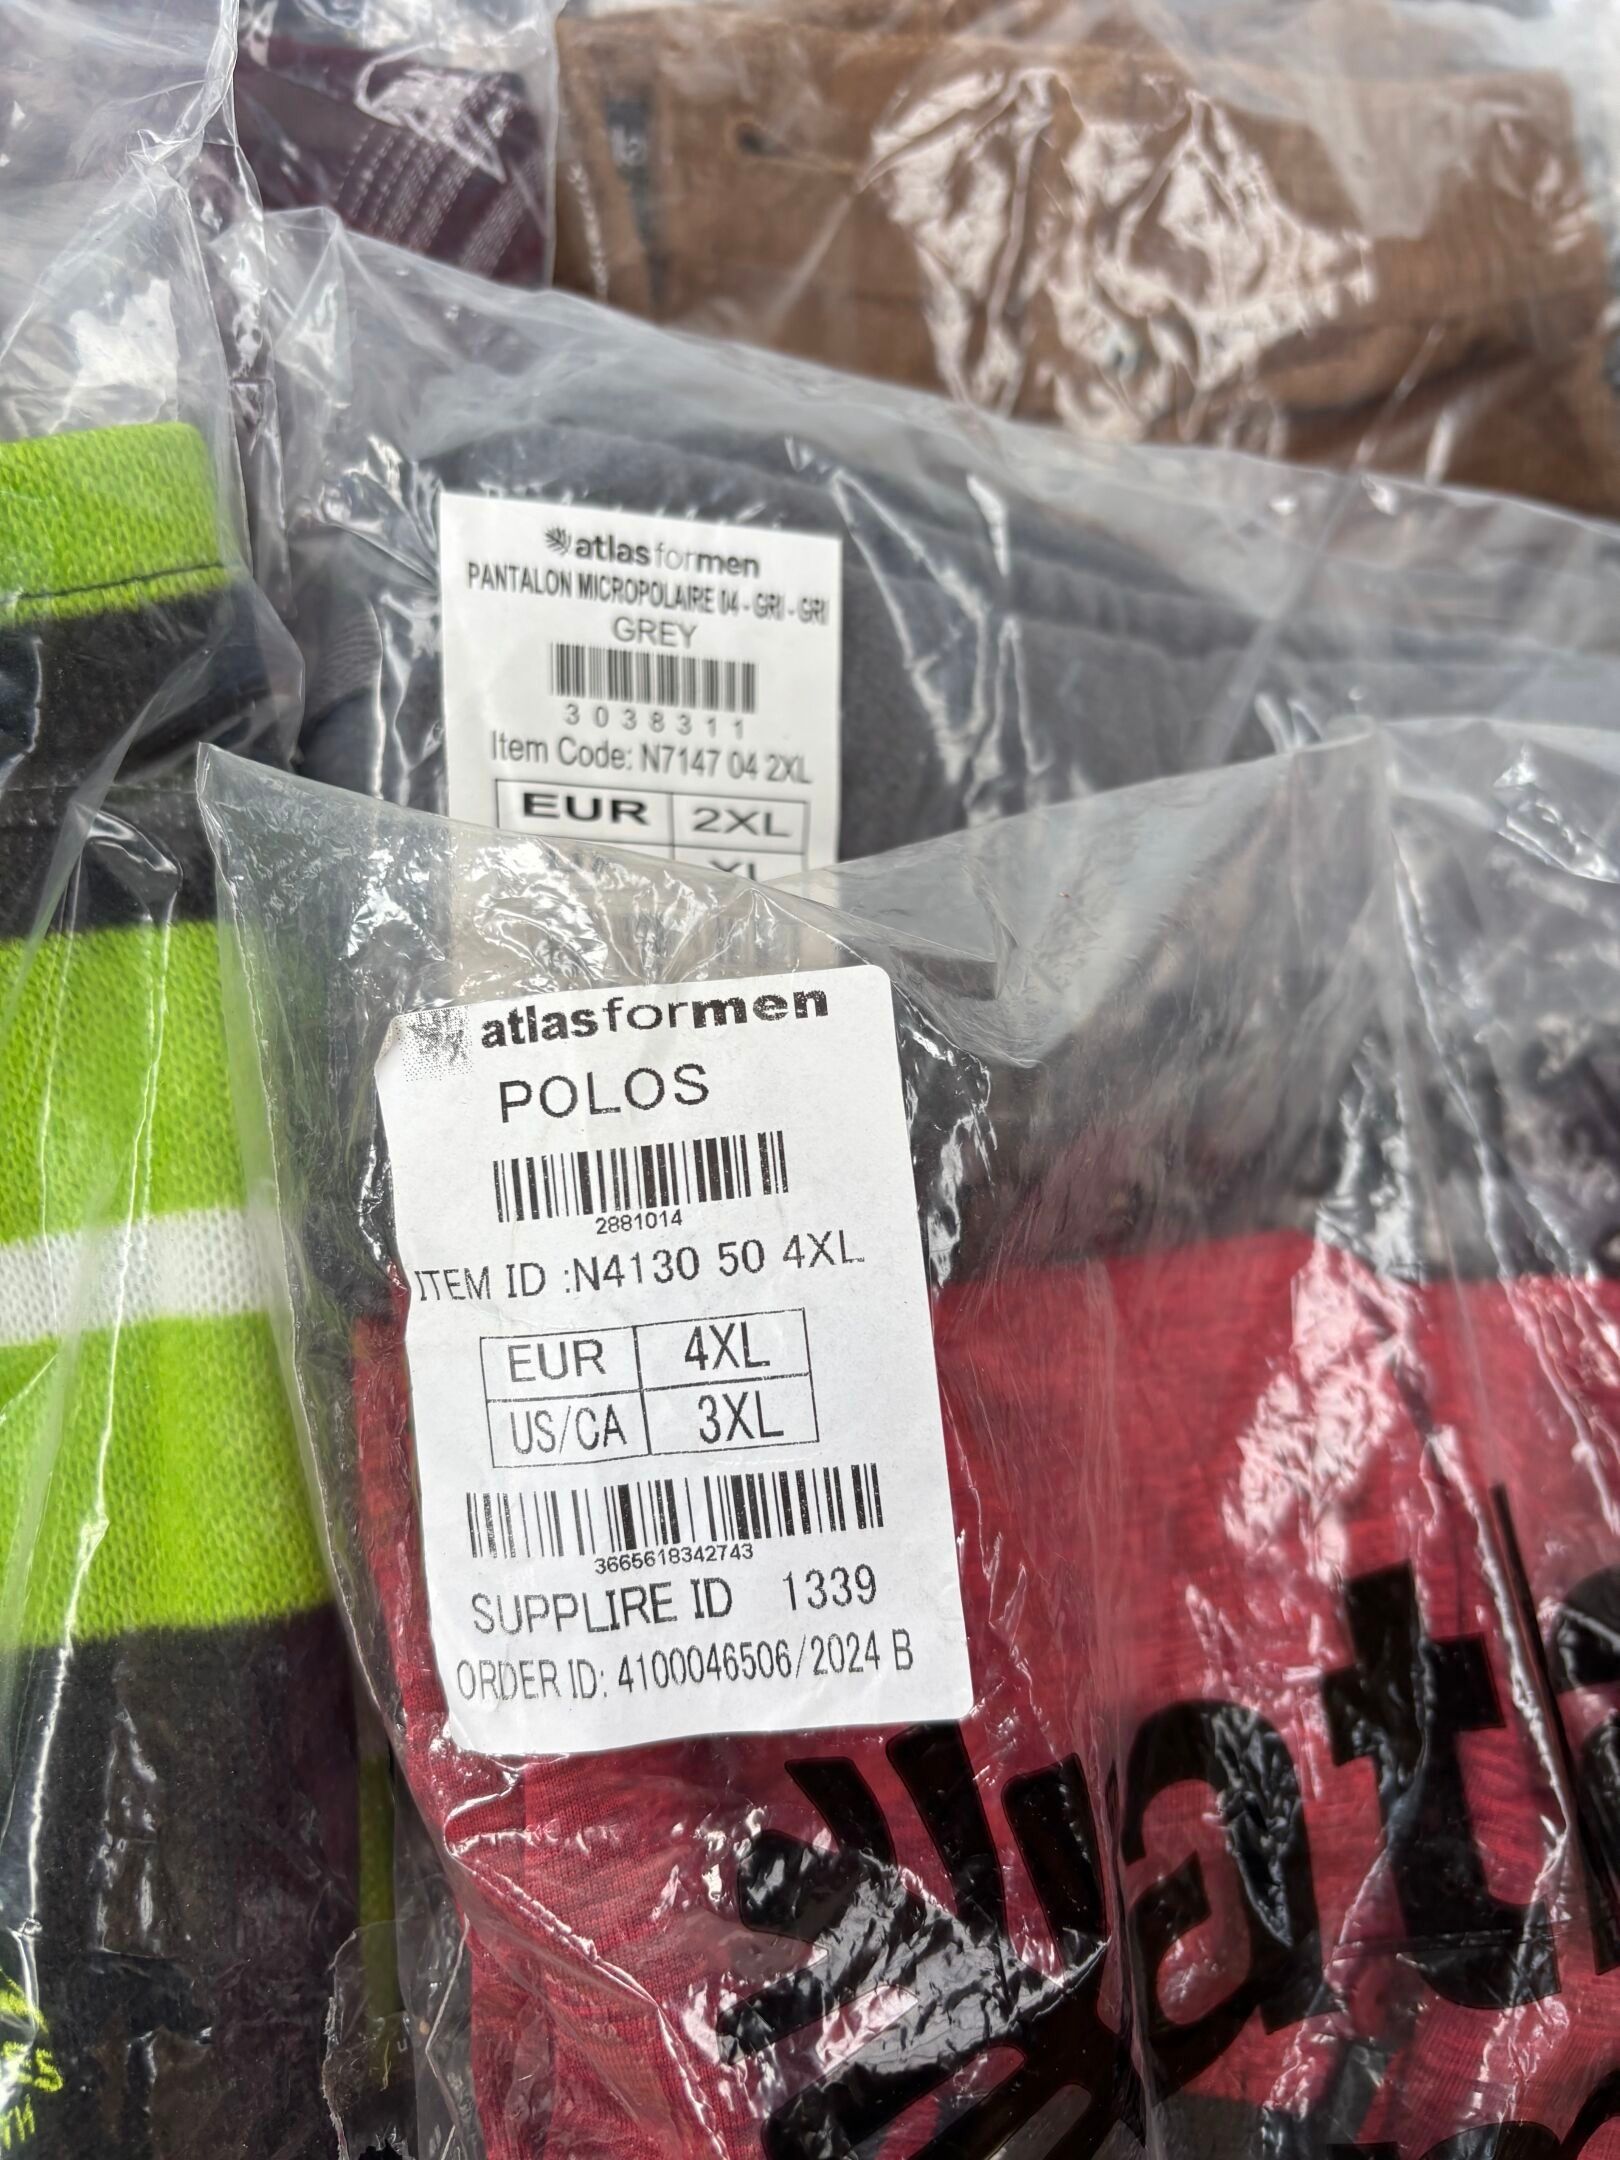 atlasformen
PANTALON MICROPOLAIRE 04 - GRI - GRI
GREY
3038311
Item Code: N7147 04 2XL
EUR 2XL
XL
atlasformen
POLOS
2881014
ITEM ID :N4130 50 4XL
EUR 4XL
US/CA 3XL
3665618342743
SUPPLIRE ID 1339
ORDER ID: 4100046506/2024 B